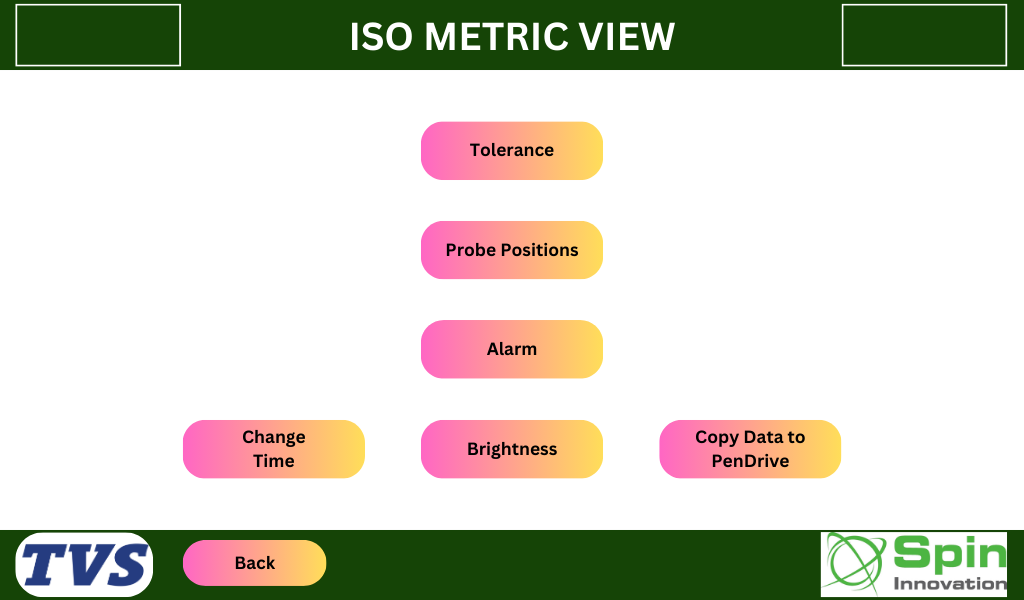 ISO METRIC VIEW
Tolerance
Probe Positions
Alarm
Change
Time
Brightness
Copy Data to
PenDrive
TVS
Back
Spin
Innovation